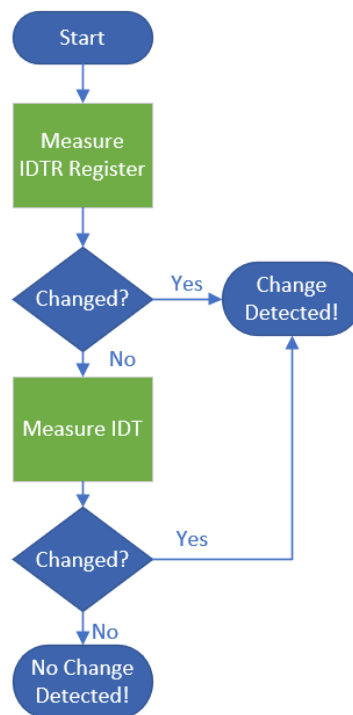 Start
Measure
IDTR Register
Changed?
Yes
Change
Detected!
No
Measure IDT
Changed?
Yes
No
No Change
Detected!